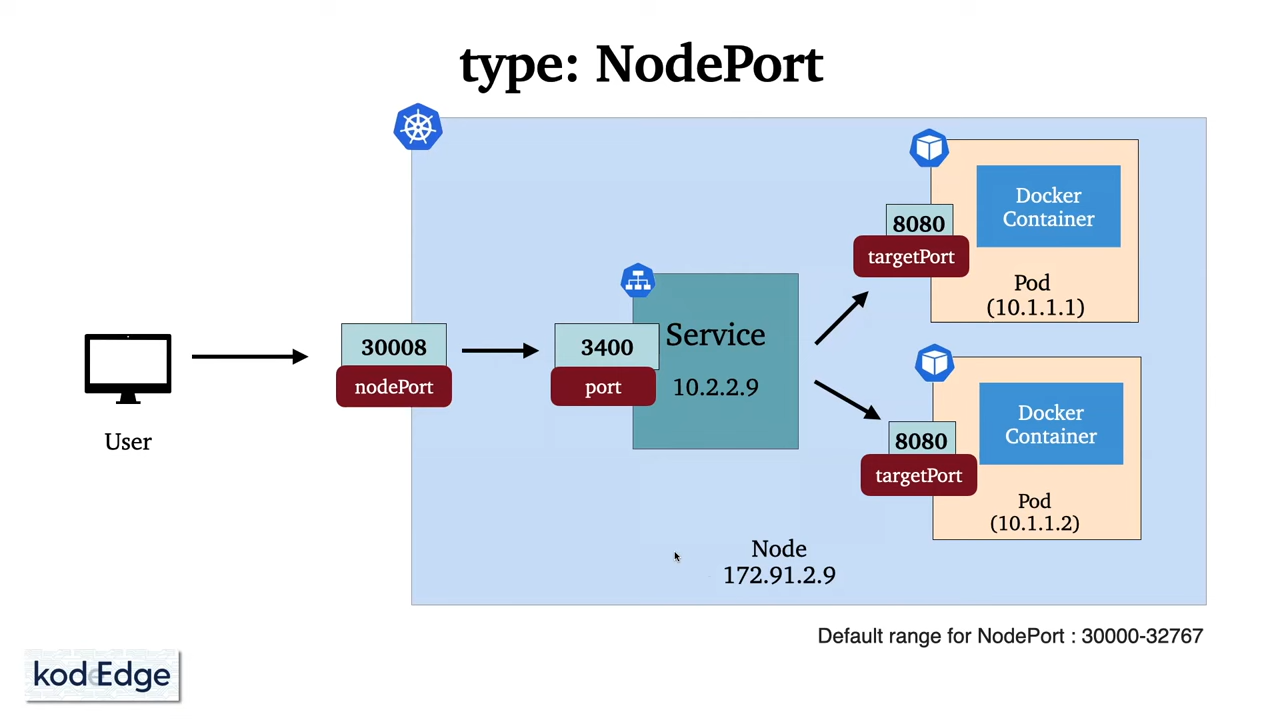 type: NodePort
8080
targetPort
Docker
Container
Pod
(10.1.1.1)
User
30008
nodePort
3400
port
Service
10.2.2.9
8080
targetPort
Docker
Container
Pod
(10.1.1.2)
Node
172.91.2.9
Default range for NodePort : 30000-32767
kodeEdge